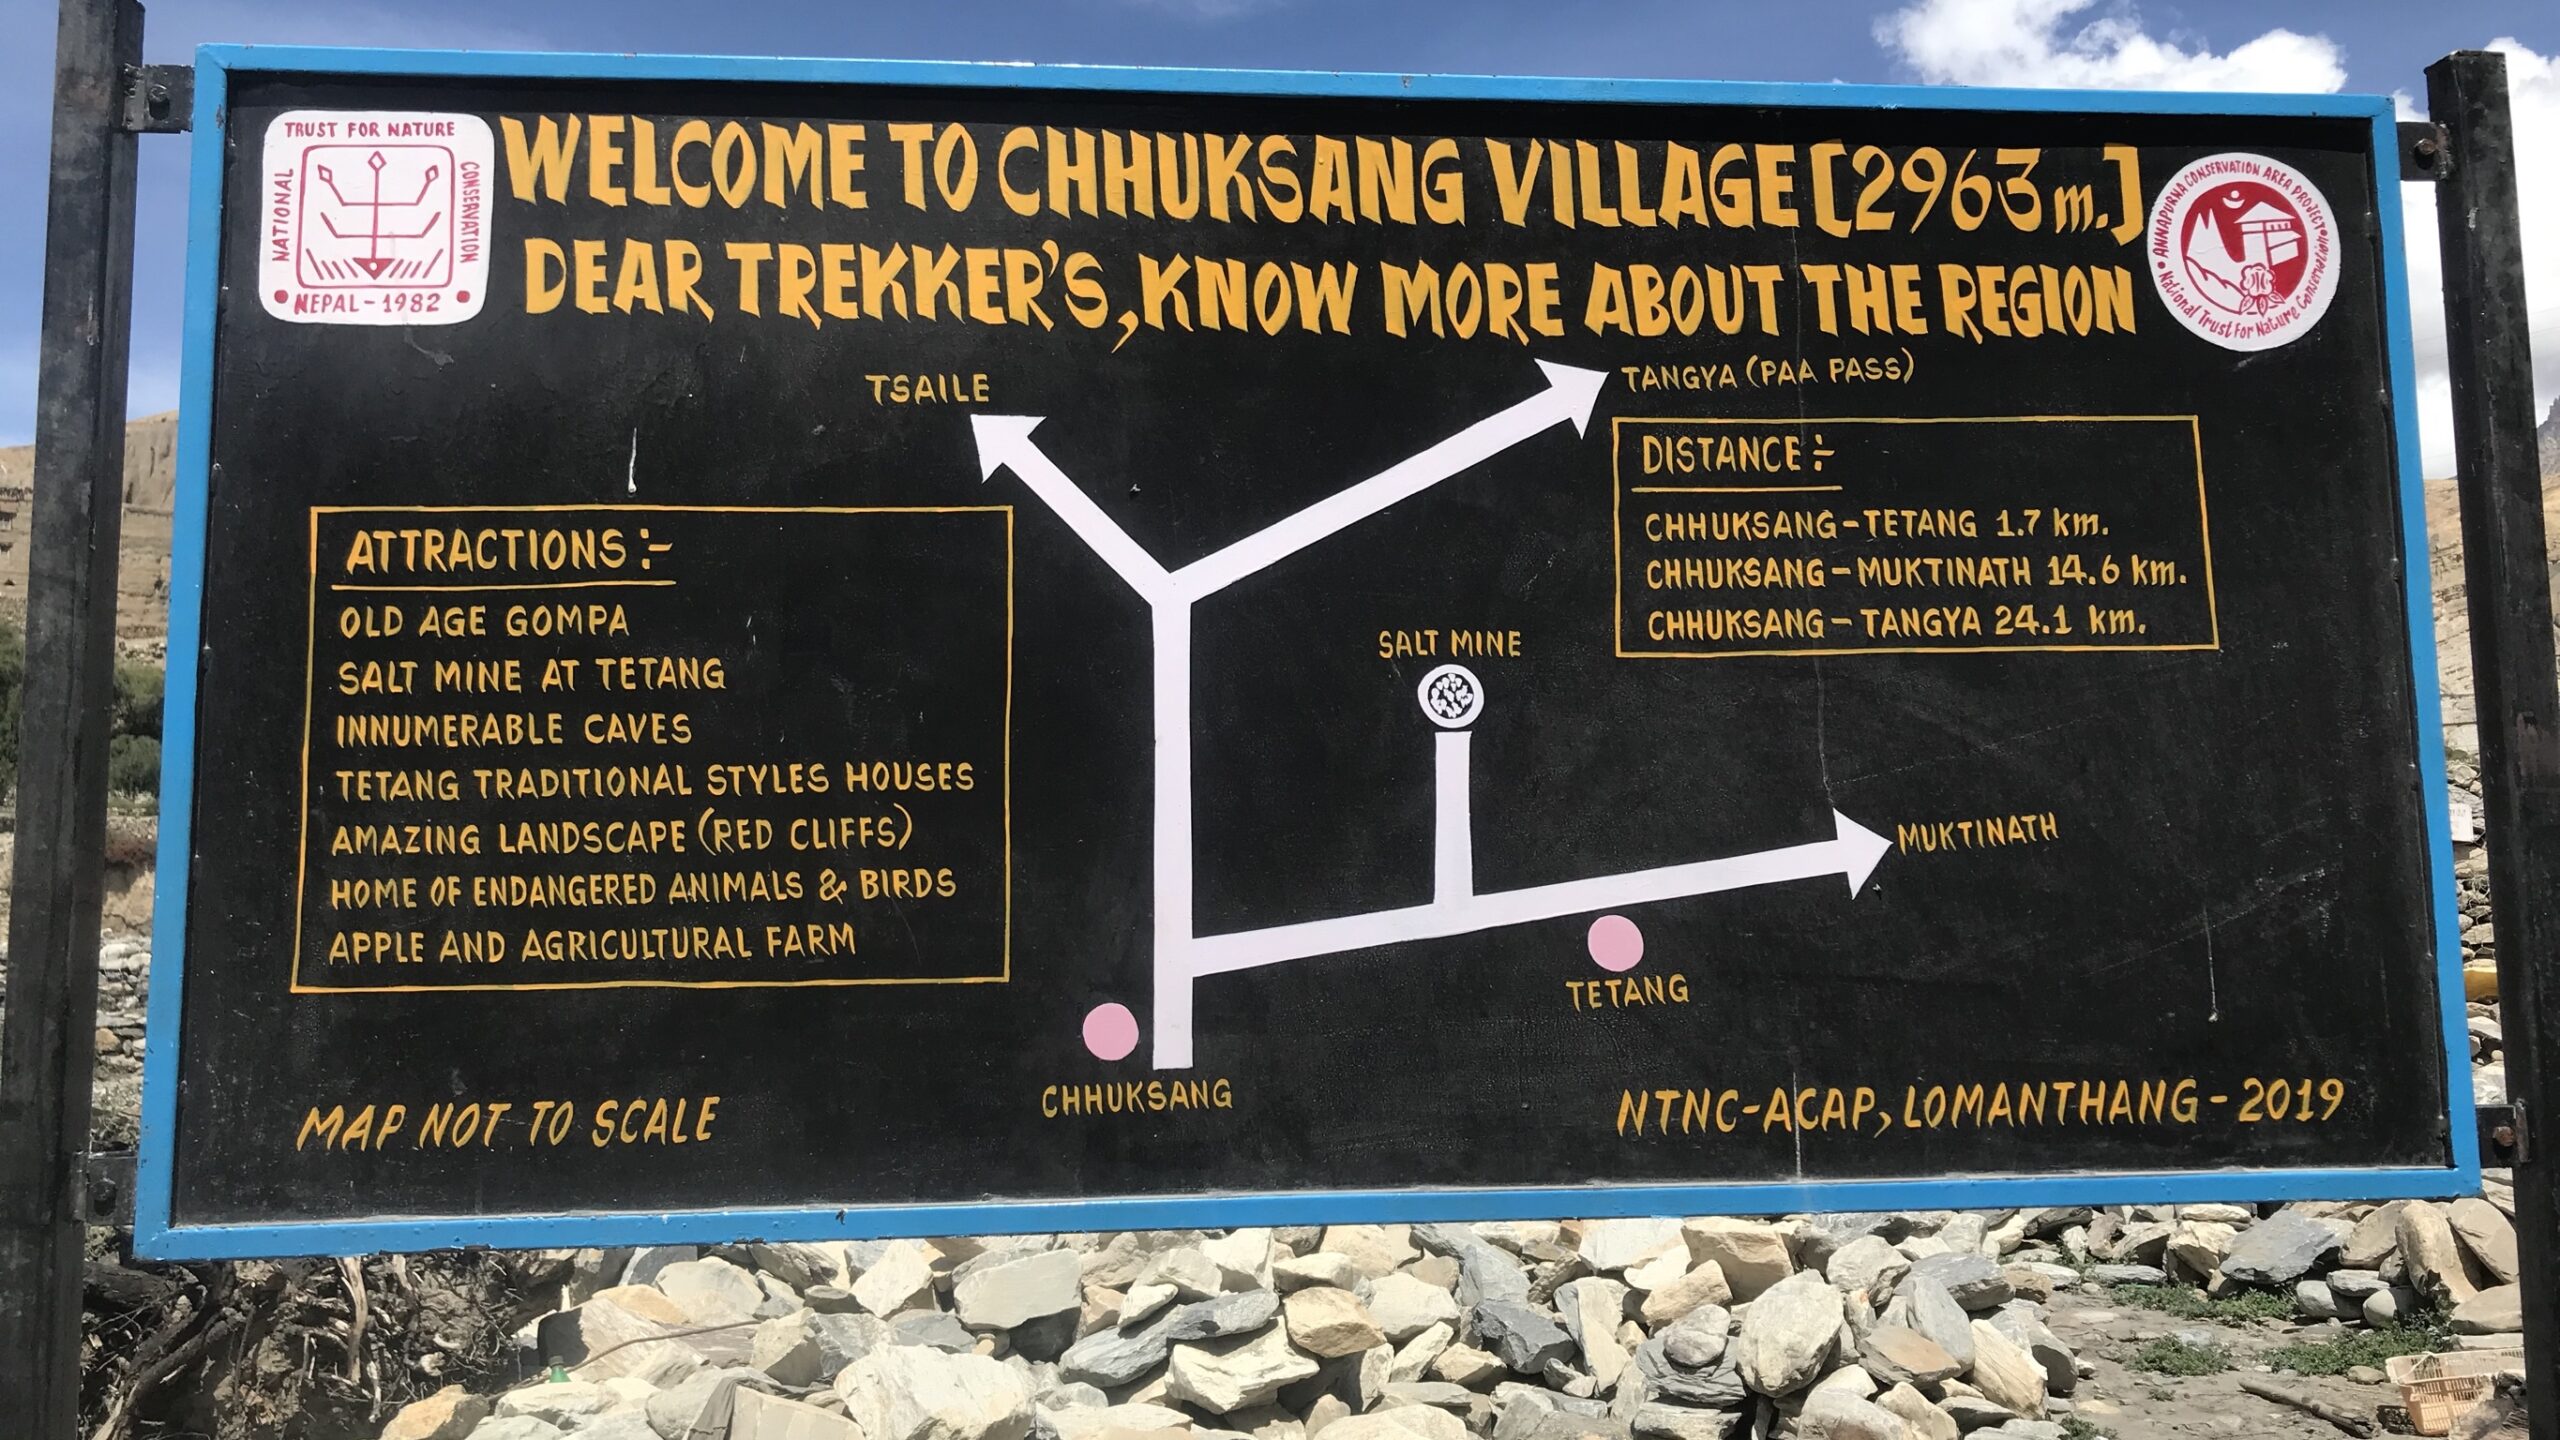 NATIONAL TRUST FOR NATURE CONSERVATION
NEPAL - 1982
WELCOME TO CHHUKSANG VILLAGE [2963 m.]
DEAR TREKKER'S, KNOW MORE ABOUT THE REGION
ANNAPURNA CONSERVATION AREA PROJECT
National Trust For Nature Conservation
TSAILE
TANGYA (PAA PASS)
DISTANCE :-
CHHUKSANG - TETANG 1.7 km.
CHHUKSANG - MUKTINATH 14.6 km.
CHHUKSANG - TANGYA 24.1 km.
ATTRACTIONS :-
OLD AGE GOMPA
SALT MINE AT TETANG
INNUMERABLE CAVES
TETANG TRADITIONAL STYLES HOUSES
AMAZING LANDSCAPE (RED CLIFFS)
HOME OF ENDANGERED ANIMALS & BIRDS
APPLE AND AGRICULTURAL FARM
SALT MINE
MUKTINATH
TETANG
CHHUKSANG
MAP NOT TO SCALE
NTNC-ACAP, LOMANTHANG - 2019